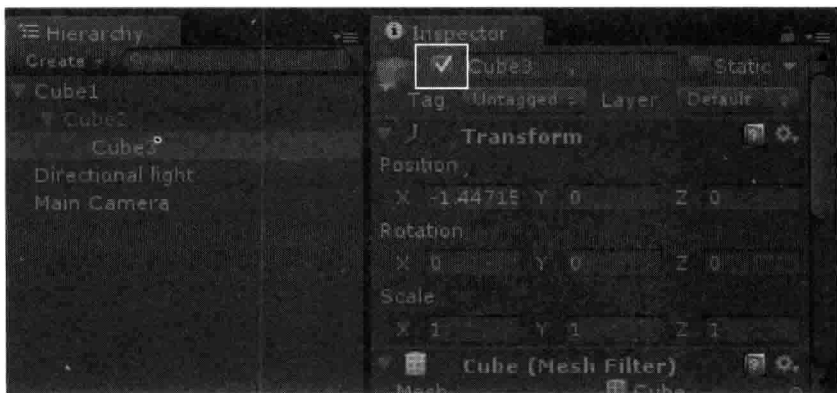 Hierarchy
Create
Cube1
Cube2
Cube3
Directional light
Main Camera
Inspector
Cube3
Static
Tag Untagged Layer Default
Transform
Position
X -1.44715 Y 0 Z 0
Rotation
X 0 Y 0 Z 0
Scale
X 1 Y 1 Z 1
Cube (Mesh Filter)
Mesh Cube